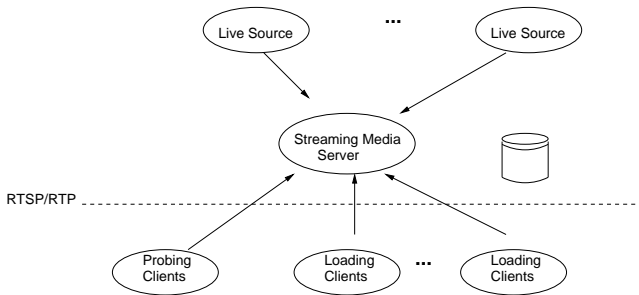 ...
Live Source
Live Source
Streaming Media
Server
RTSP/RTP
Probing
Clients
Loading
Clients
...
Loading
Clients